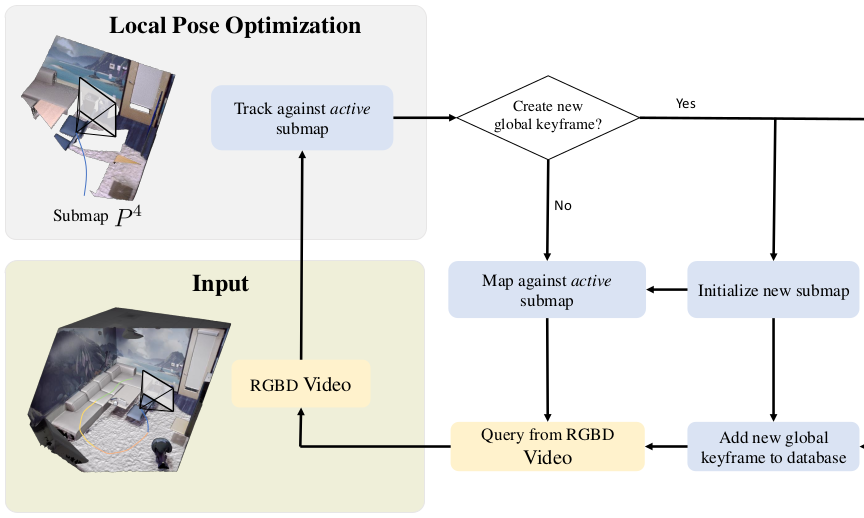 Local Pose Optimization
Track against active
submap
Submap P⁴
Create new
global keyframe?
Yes
No
Input
RGBD Video
Map against active
submap
Initialize new submap
Query from RGBD
Video
Add new global
keyframe to database